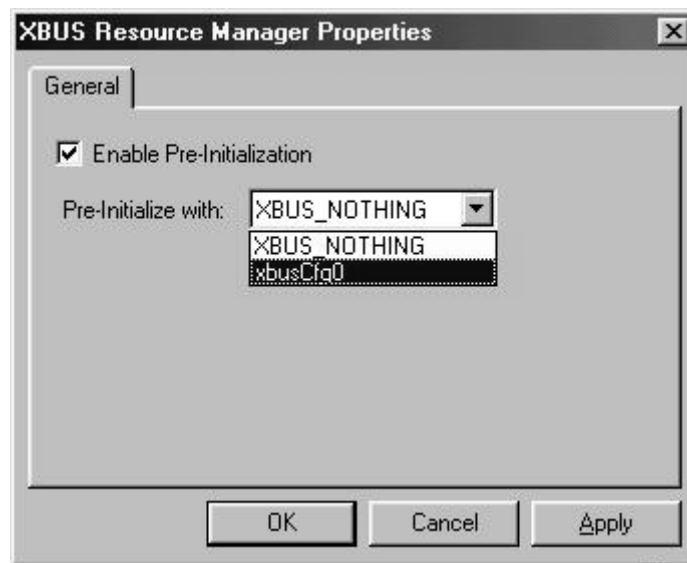 XBUS Resource Manager Properties
General
Enable Pre-Initialization
Pre-Initialize with: XBUS_NOTHING
XBUS_NOTHING
xbusCfg0
OK Cancel Apply